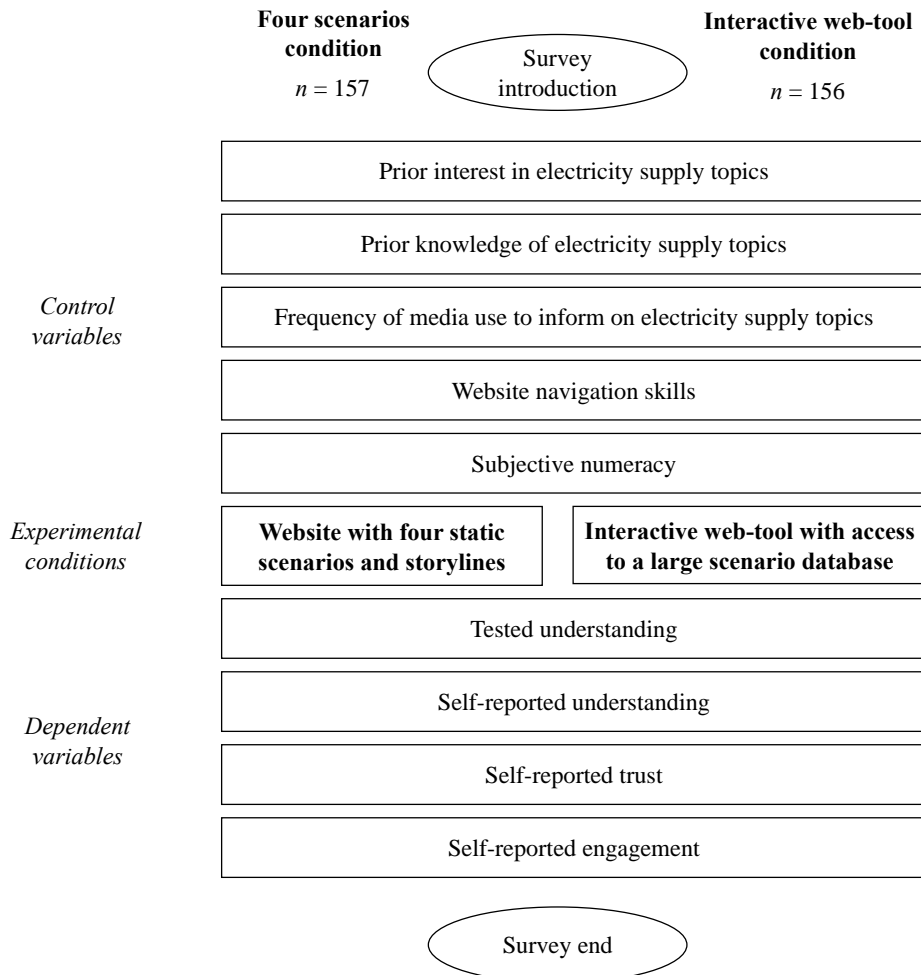 Four scenarios
condition
n = 157
Survey
introduction
Interactive web-tool
condition
n = 156
Prior interest in electricity supply topics
Prior knowledge of electricity supply topics
Control
variables
Frequency of media use to inform on electricity supply topics
Website navigation skills
Subjective numeracy
Experimental
conditions
Website with four static
scenarios and storylines
Interactive web-tool with access
to a large scenario database
Tested understanding
Self-reported understanding
Dependent
variables
Self-reported trust
Self-reported engagement
Survey end